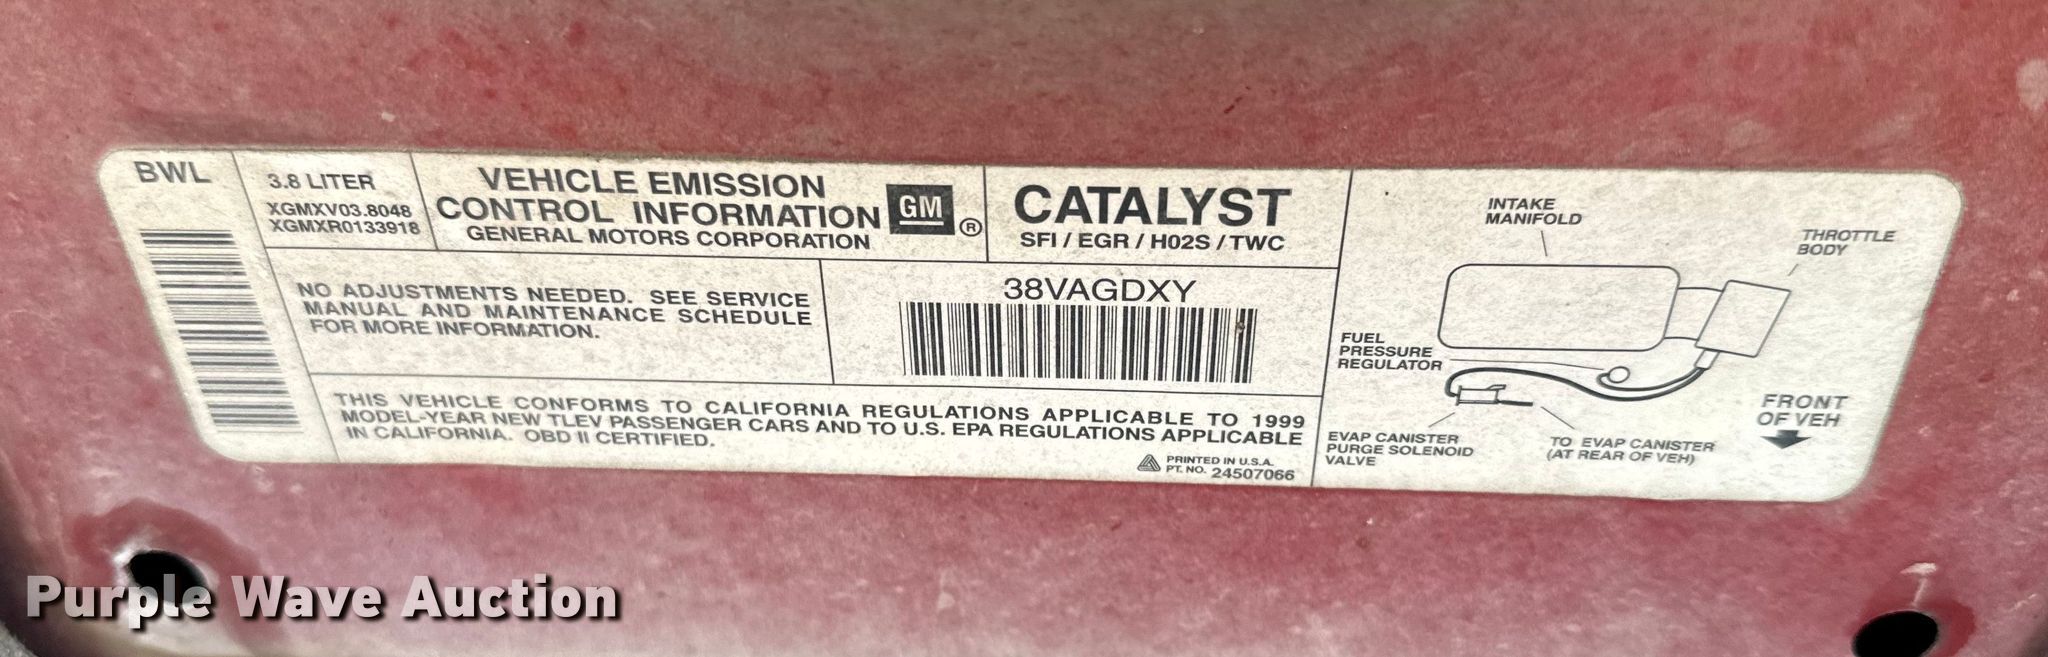 BWL
3.8 LITER
XGMXV03.8048
XGMXR0133918
VEHICLE EMISSION
CONTROL INFORMATION
GENERAL MOTORS CORPORATION
GM
®
CATALYST
SFI / EGR / H02S / TWC
NO ADJUSTMENTS NEEDED. SEE SERVICE
MANUAL AND MAINTENANCE SCHEDULE
FOR MORE INFORMATION.
38VAGDXY
THIS VEHICLE CONFORMS TO CALIFORNIA REGULATIONS APPLICABLE TO 1999
MODEL-YEAR NEW TLEV PASSENGER CARS AND TO U.S. EPA REGULATIONS APPLICABLE
IN CALIFORNIA. OBD II CERTIFIED.
PRINTED IN U.S.A.
PT. NO. 24507066
INTAKE
MANIFOLD
THROTTLE
BODY
FUEL
PRESSURE
REGULATOR
FRONT
OF VEH
EVAP CANISTER
PURGE SOLENOID
VALVE
TO EVAP CANISTER
(AT REAR OF VEH)
Purple Wave Auction